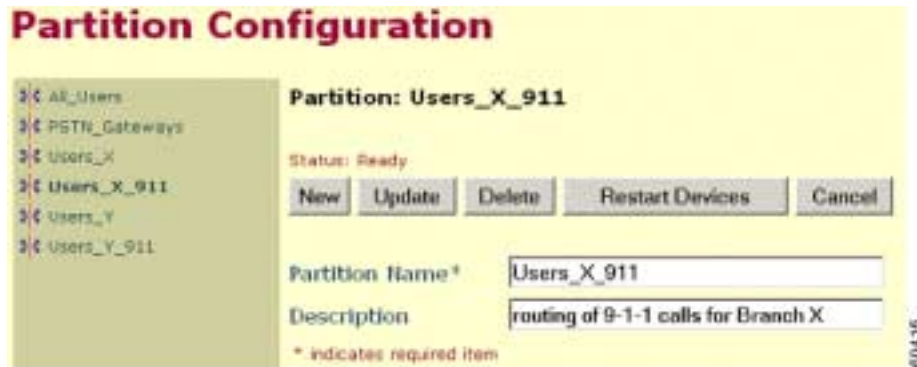 Partition Configuration
All_Users
PSTN_Gateways
Users_X
Users_X_911
Users_Y
Users_Y_911
Partition: Users_X_911
Status: Ready
New Update Delete Restart Devices Cancel
Partition Name* Users_X_911
Description routing of 9-1-1 calls for Branch X
* indicates required item